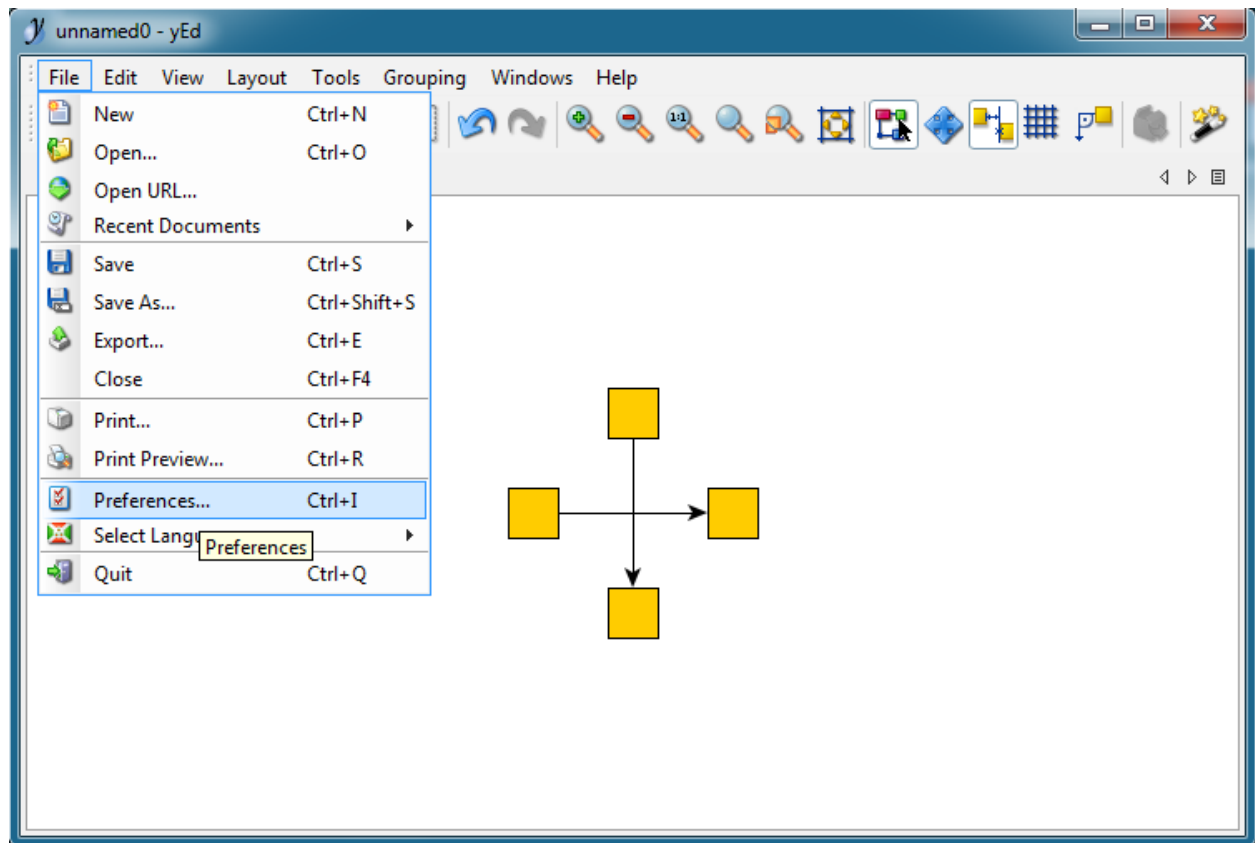 unnamed0 - yEd
File Edit View Layout Tools Grouping Windows Help
New Ctrl+N
Open... Ctrl+O
Open URL...
Recent Documents
Save Ctrl+S
Save As... Ctrl+Shift+S
Export... Ctrl+E
Close Ctrl+F4
Print... Ctrl+P
Print Preview... Ctrl+R
Preferences... Ctrl+I
Select Langu
Preferences
Quit Ctrl+Q
1:1